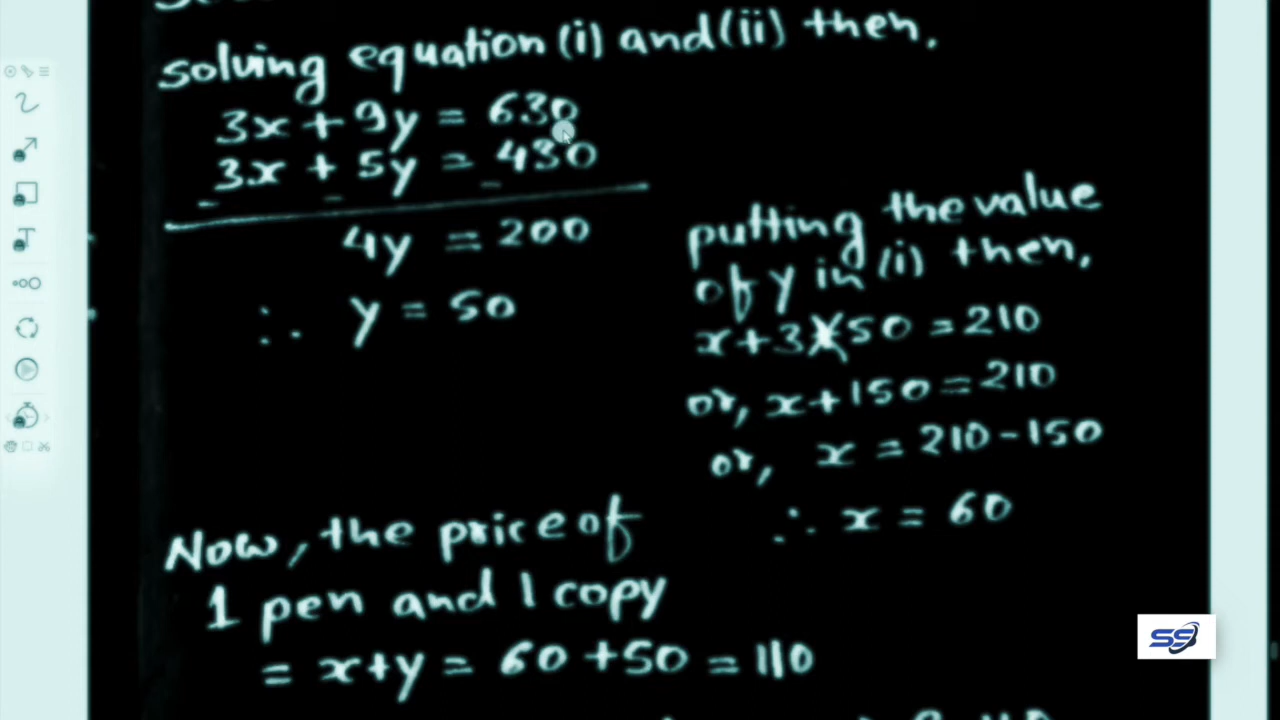 solving equation (i) and (ii) then,
3x + 9y = 630
3x + 5y = 430
- - -
4y = 200
∴ y = 50
putting the value
of y in (i) then,
x + 3 X 50 = 210
or, x + 150 = 210
or, x = 210 - 150
∴ x = 60
Now, the price of
1 pen and 1 copy
= x + y = 60 + 50 = 110
SS